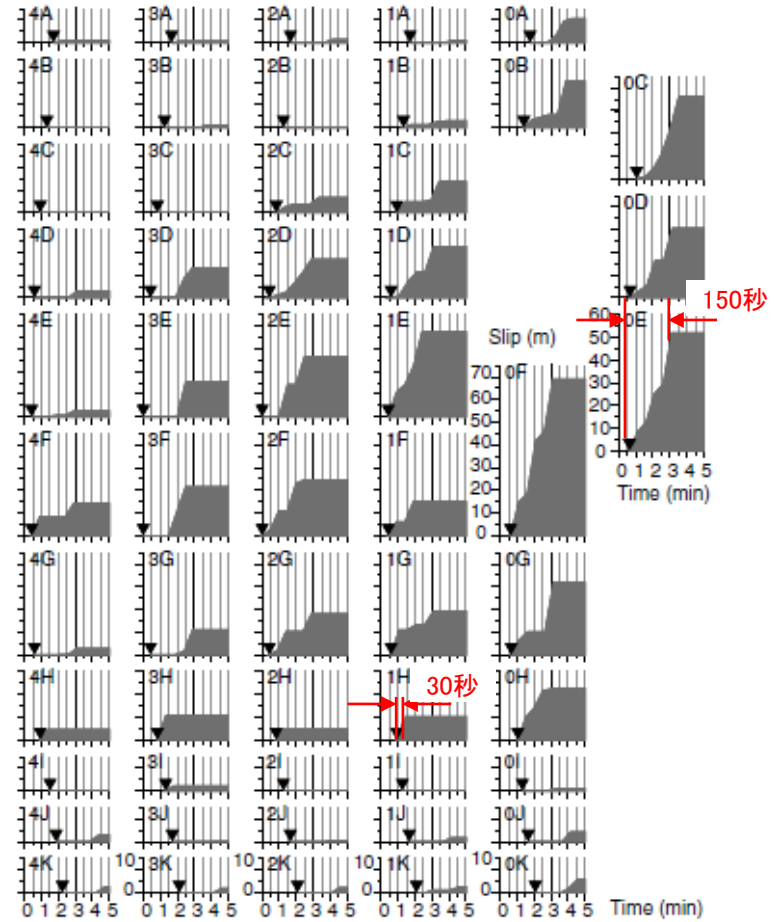 4A 3A 2A 1A 0A
4B 3B 2B 1B 0B
0C
4C 3C 2C 1C
0D
4D 3D 2D 1D
150秒
4E 3E 2E 1E
Slip (m)
60 0E
50
40
30
20
10
0
0 1 2 3 4 5
Time (min)
70 0F
60
50
40
30
20
10
0
4F 3F 2F 1F
4G 3G 2G 1G 0G
4H 3H 2H 1H 0H
30秒
4I 3I 2I 1I 0I
4J 3J 2J 1J 0J
4K 10 3K 10 2K 10 1K 10 0K
0 0 0 0
0 1 2 3 4 5 0 1 2 3 4 5 0 1 2 3 4 5 0 1 2 3 4 5 0 1 2 3 4 5 Time (min)